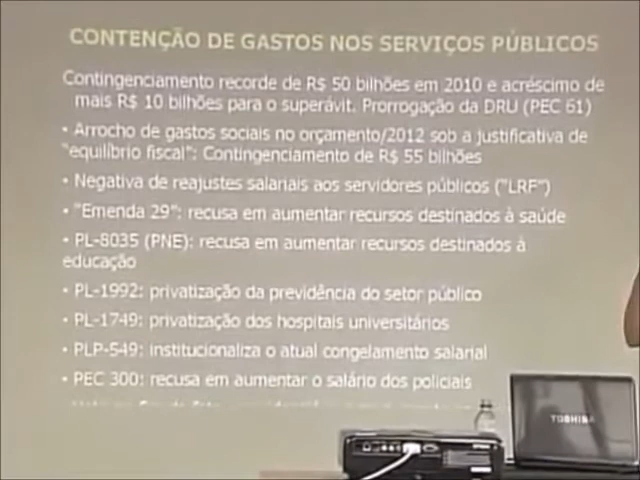 CONTENÇÃO DE GASTOS NOS SERVIÇOS PÚBLICOS
Contingenciamento recorde de R$ 50 bilhões em 2010 e acréscimo de
mais R$ 10 bilhões para o superávit. Prorrogação da DRU (PEC 61)
• Arrocho de gastos sociais no orçamento/2012 sob a justificativa de
"equilíbrio fiscal": Contingenciamento de R$ 55 bilhões
• Negativa de reajustes salariais aos servidores públicos ("LRF")
• "Emenda 29": recusa em aumentar recursos destinados à saúde
• PL-8035 (PNE): recusa em aumentar recursos destinados à
educação
• PL-1992: privatização da previdência do setor público
• PL-1749: privatização dos hospitais universitários
• PLP-549: institucionaliza o atual congelamento salarial
• PEC 300: recusa em aumentar o salário dos policiais
TOSHIBA